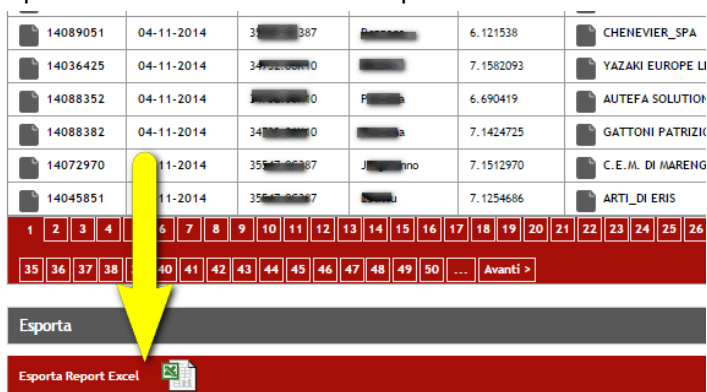 14089051 04-11-2014 387 6.121538 CHENEVIER_SPA
14036425 04-11-2014 7.1582093 YAZAKI EUROPE
14088352 04-11-2014 6.690419 AUTEFA SOLUTION
14088382 04-11-2014 7.1424725 GATTONI PATRIZI
14072970 11-2014 387 7.1512970 C.E.M. DI MARENG
14045851 11-2014 7.1254686 ARTI_DI ERIS
1 2 3 4 6 7 8 9 10 11 12 13 14 15 16 17 18 19 20 21 22 23 24 25 26
35 36 37 38 40 41 42 43 44 45 46 47 48 49 50 ... Avanti >
Esporta
Esporta Report Excel